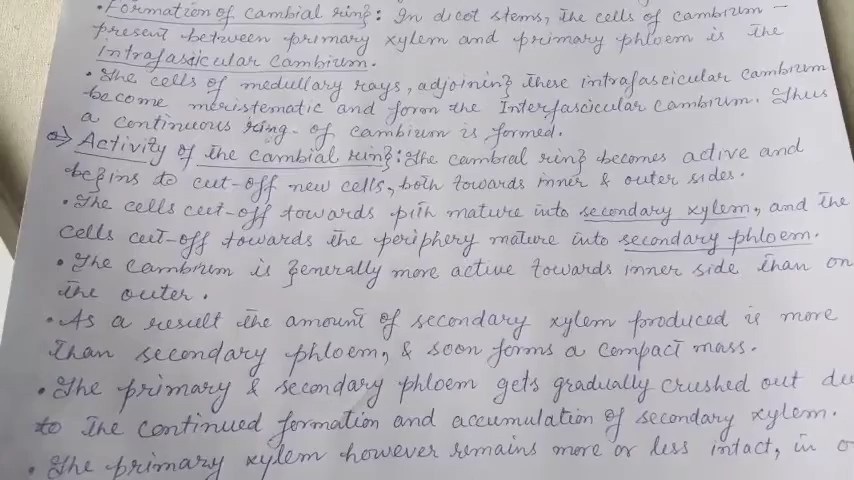 • Formation of cambial ring: In dicot stems, the cells of cambium -
present between primary xylem and primary phloem is the
intrafasicular cambium.
• The cells of medullary rays, adjoining these intrafascicular cambium
become meristematic and form the Interfascicular cambium. Thus
a continuous ring of cambium is formed.
⇒ Activity of the cambial ring: The cambial ring becomes active and
begins to cut-off new cells, both towards inner & outer sides.
• The cells cut-off towards pith mature into secondary xylem, and the
cells cut-off towards the periphery mature into secondary phloem.
• The cambium is generally more active towards inner side than on
the outer.
• As a result the amount of secondary xylem produced is more
than secondary phloem, & soon forms a compact mass.
• The primary & secondary phloem gets gradually crushed out due
to the continued formation and accumulation of secondary xylem.
• The primary xylem however remains more or less intact, in o